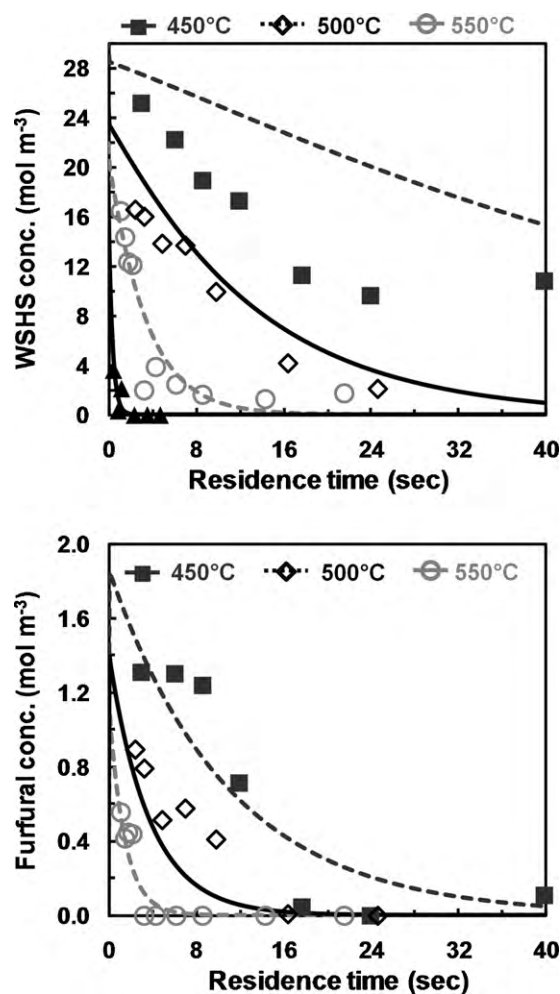 450°C 500°C 550°C
WSHS conc. (mol m⁻³)
28
24
20
16
12
8
4
0
0 8 16 24 32 40
Residence time (sec)
450°C 500°C 550°C
Furfural conc. (mol m⁻³)
2.0
1.6
1.2
0.8
0.4
0.0
0 8 16 24 32 40
Residence time (sec)